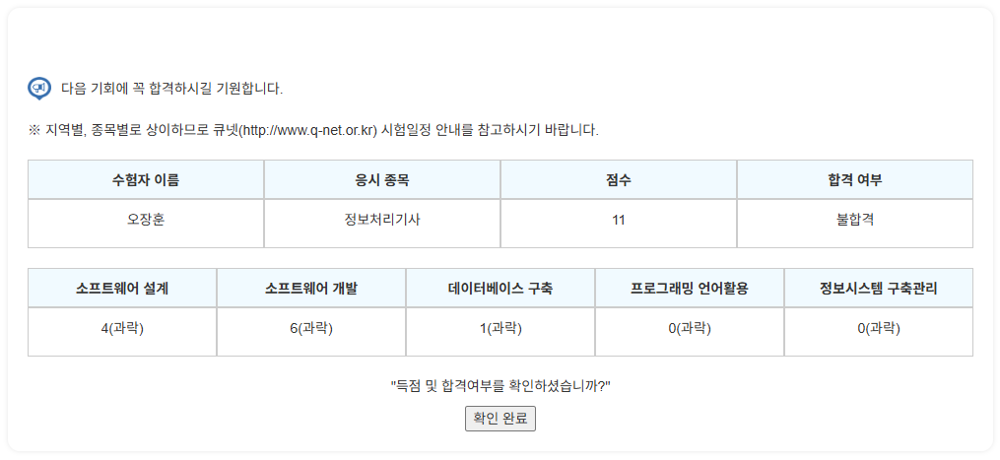 다음 기회에 꼭 합격하시길 기원합니다.
※ 지역별, 종목별로 상이하므로 큐넷(http://www.q-net.or.kr) 시험일정 안내를 참고하시기 바랍니다.
수험자 이름 응시 종목 점수 합격 여부
오장훈 정보처리기사 11 불합격
소프트웨어 설계 소프트웨어 개발 데이터베이스 구축 프로그래밍 언어활용 정보시스템 구축관리
4(과락) 6(과락) 1(과락) 0(과락) 0(과락)
"득점 및 합격여부를 확인하셨습니까?"
확인 완료